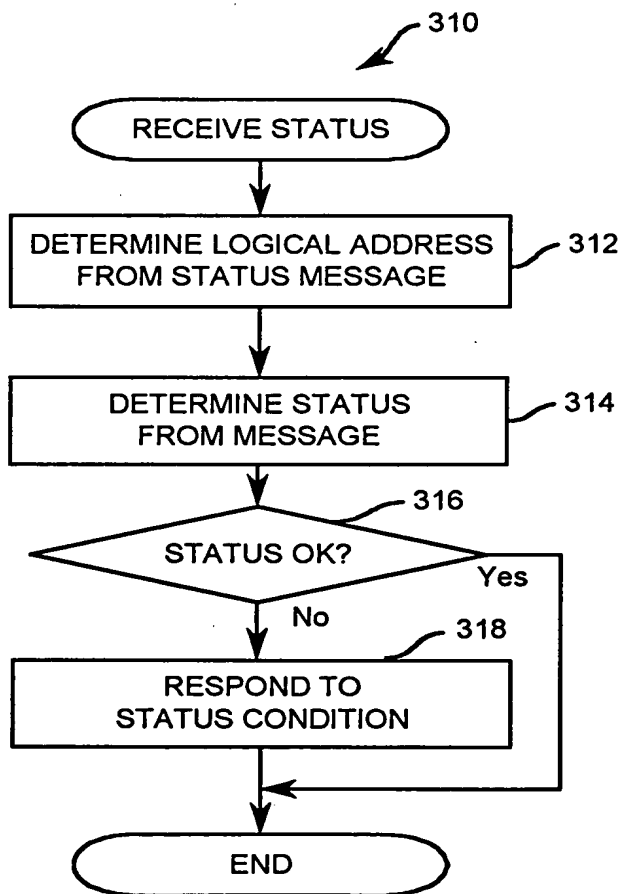 310
RECEIVE STATUS
DETERMINE LOGICAL ADDRESS
FROM STATUS MESSAGE
312
DETERMINE STATUS
FROM MESSAGE
314
316
STATUS OK?
Yes
No
318
RESPOND TO
STATUS CONDITION
END